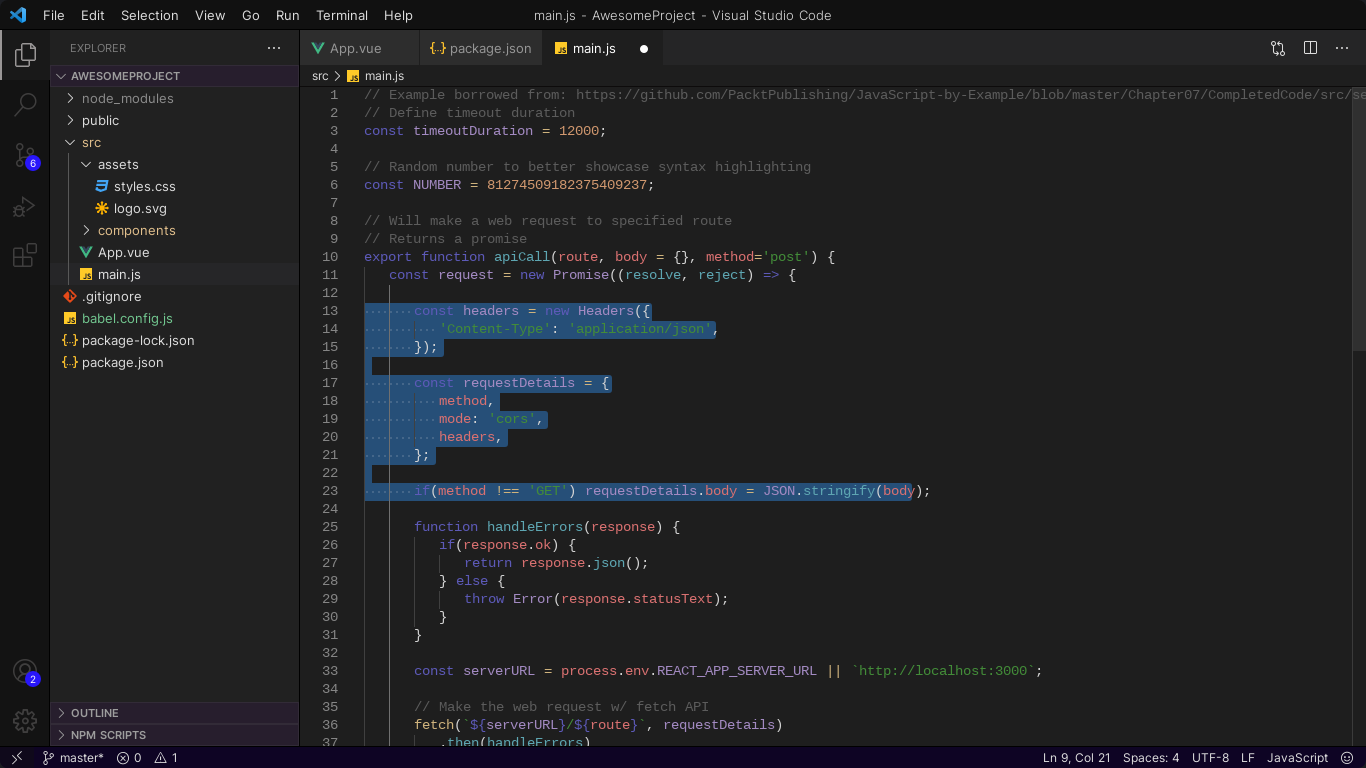 File Edit Selection View Go Run Terminal Help
main.js - AwesomeProject - Visual Studio Code
EXPLORER
AWESOMEPROJECT
node_modules
public
src
assets
styles.css
logo.svg
components
App.vue
main.js
.gitignore
babel.config.js
package-lock.json
package.json
OUTLINE
NPM SCRIPTS
6
2
App.vue
{..} package.json
JS main.js
src > JS main.js
1 // Example borrowed from: https://github.com/PacktPublishing/JavaScript-by-Example/blob/master/Chapter07/CompletedCode/src/se
2 // Define timeout duration
3 const timeoutDuration = 12000;
4
5 // Random number to better showcase syntax highlighting
6 const NUMBER = 81274509182375409237;
7
8 // Will make a web request to specified route
9 // Returns a promise
10 export function apiCall(route, body = {}, method='post') {
11 const request = new Promise((resolve, reject) => {
12
13 const headers = new Headers({
14 'Content-Type': 'application/json',
15 });
16
17 const requestDetails = {
18 method,
19 mode: 'cors',
20 headers,
21 };
22
23 if(method !== 'GET') requestDetails.body = JSON.stringify(body);
24
25 function handleErrors(response) {
26 if(response.ok) {
27 return response.json();
28 } else {
29 throw Error(response.statusText);
30 }
31 }
32
33 const serverURL = process.env.REACT_APP_SERVER_URL || `http://localhost:3000`;
34
35 // Make the web request w/ fetch API
36 fetch(`${serverURL}/${route}`, requestDetails)
37 .then(handleErrors)
master* 0 1
Ln 9, Col 21 Spaces: 4 UTF-8 LF JavaScript